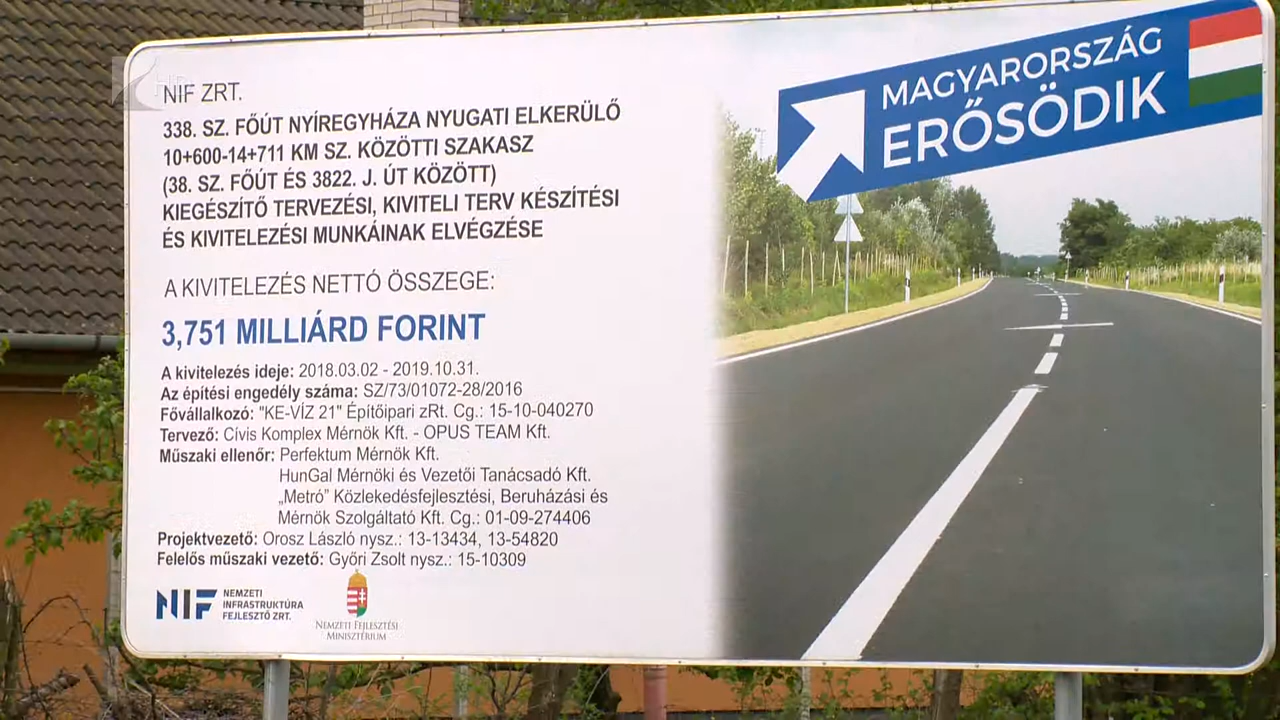 NIF ZRT.
338. SZ. FŐÚT NYÍREGYHÁZA NYUGATI ELKERÜLŐ
10+600-14+711 KM SZ. KÖZÖTTI SZAKASZ
(38. SZ. FŐÚT ÉS 3822. J. ÚT KÖZÖTT)
KIEGÉSZÍTŐ TERVEZÉSI, KIVITELI TERV KÉSZÍTÉSI
ÉS KIVITELEZÉSI MUNKÁINAK ELVÉGZÉSE
A KIVITELEZÉS NETTÓ ÖSSZEGE:
3,751 MILLIÁRD FORINT
A kivitelezés ideje: 2018.03.02 - 2019.10.31.
Az építési engedély száma: SZ/73/01072-28/2016
Fővállalkozó: "KE-VÍZ 21" Építőipari zRt. Cg.: 15-10-040270
Tervező: Cívis Komplex Mérnök Kft. - OPUS TEAM Kft.
Műszaki ellenőr: Perfektum Mérnök Kft.
HunGal Mérnöki és Vezetői Tanácsadó Kft.
„Metró” Közlekedésfejlesztési, Beruházási és
Mérnök Szolgáltató Kft. Cg.: 01-09-274406
Projektvezető: Orosz László nysz.: 13-13434, 13-54820
Felelős műszaki vezető: Győri Zsolt nysz.: 15-10309
NIF
NEMZETI
INFRASTRUKTÚRA
FEJLESZTŐ ZRT.
NEMZETI FEJLESZTÉSI
MINISZTÉRIUM
MAGYARORSZÁG
ERŐSÖDIK